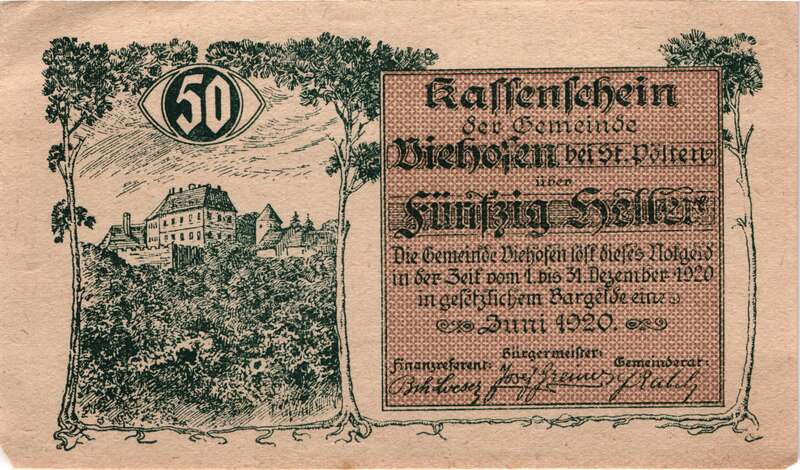 50
Kassenschein
der Gemeinde
Viehofen bei St. Pölten
über
Fünfzig Heller
Die Gemeinde Viehofen löst dieses Notgeld
in der Zeit vom 1. bis 31. Dezember 1920
in gesetzlichem Bargelde ein.
Juni 1920.
Bürgermeister:
Finanzreferent: Gemeinderat:
Josef